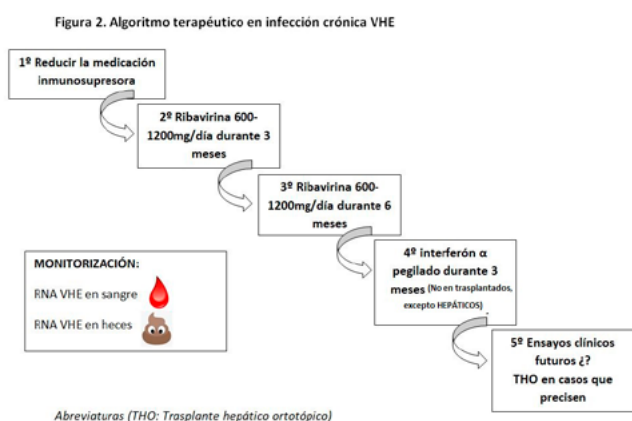 Figura 2. Algoritmo terapéutico en infección crónica VHE
1º Reducir la medicación
inmunosupresora
2º Ribavirina 600-
1200mg/día durante 3
meses
3º Ribavirina 600-
1200mg/día durante 6
meses
4º interferón α
pegilado durante 3
meses (No en trasplantados,
excepto HEPÁTICOS)
5º Ensayos clínicos
futuros ¿?
THO en casos que
precisen
MONITORIZACIÓN:
RNA VHE en sangre
RNA VHE en heces
Abreviaturas (THO: Trasplante hepático ortotópico)